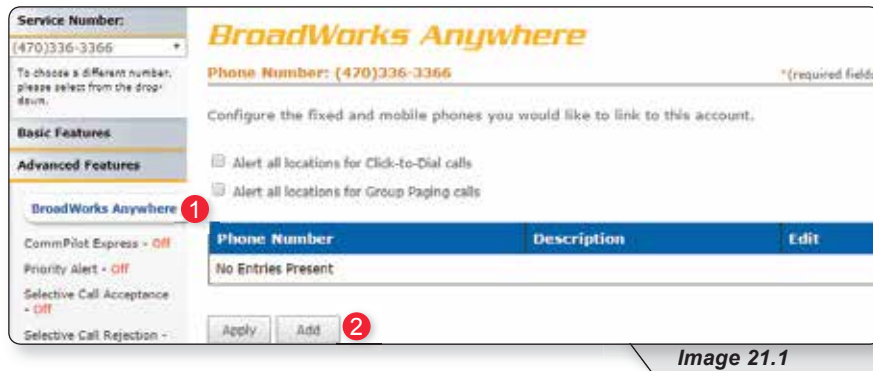 Service Number:
(470)336-3366
To choose a different number,
please select from the drop-
down.
Basic Features
Advanced Features
BroadWorks Anywhere 1
CommPilot Express - Off
Priority Alert - Off
Selective Call Acceptance
- Off
Selective Call Rejection -
BroadWorks Anywhere
Phone Number: (470)336-3366 *(required fields
Configure the fixed and mobile phones you would like to link to this account.
Alert all locations for Click-to-Dial calls
Alert all locations for Group Paging calls
Phone Number Description Edit
No Entries Present
Apply Add 2
Image 21.1